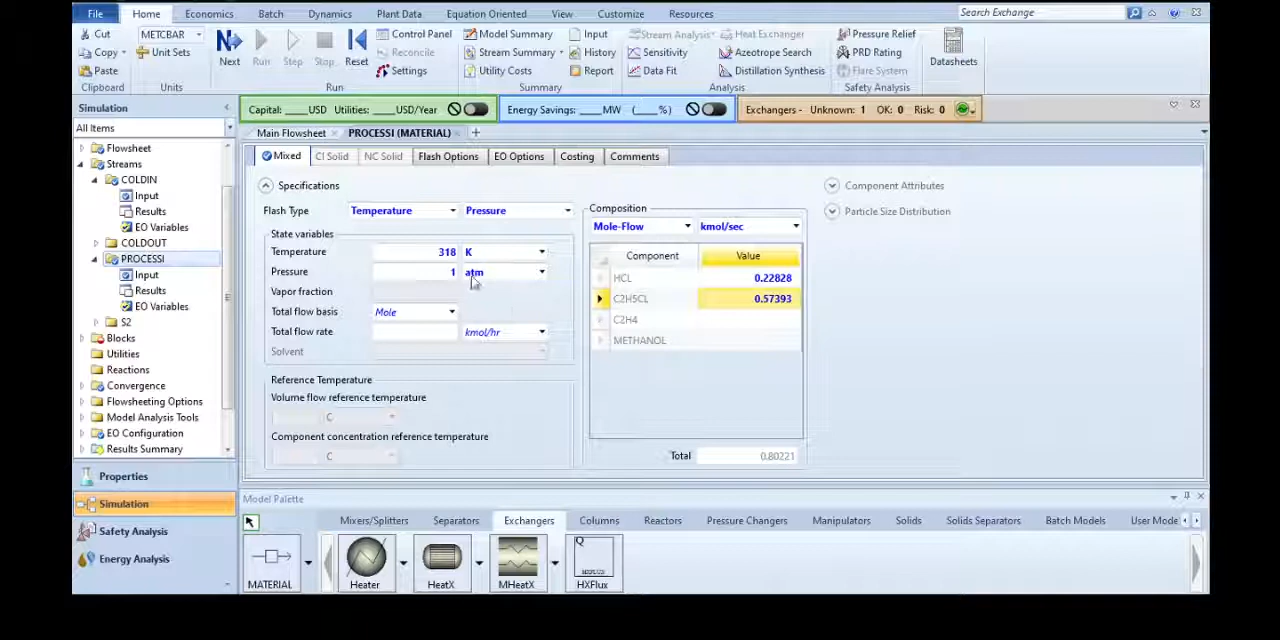 File Home Economics Batch Dynamics Plant Data Equation Oriented View Customize Resources Search Exchange
Cut METCBAR Control Panel Model Summary Input Stream Analysis Heat Exchanger Pressure Relief
Copy Unit Sets Next Run Step Stop Reset Reconcile Stream Summary History Sensitivity Azeotrope Search PRD Rating Datasheets
Paste Settings Utility Costs Report Data Fit Distillation Synthesis Flare System
Clipboard Units Run Summary Analysis Safety Analysis
Simulation Capital: ____USD Utilities: ____USD/Year Energy Savings: ____MW (____%) Exchangers - Unknown: 1 OK: 0 Risk: 0
All Items Main Flowsheet PROCESSI (MATERIAL) +
Flowsheet
Streams
COLDIN
Input
Results
EO Variables
COLDOUT
PROCESSI
Input
Results
EO Variables
S2
Blocks
Utilities
Reactions
Convergence
Flowsheeting Options
Model Analysis Tools
EO Configuration
Results Summary
Properties
Simulation
Safety Analysis
Energy Analysis
Mixed CI Solid NC Solid Flash Options EO Options Costing Comments
Specifications
Flash Type Temperature Pressure
State variables
Temperature 318 K
Pressure 1 atm
Vapor fraction
Total flow basis Mole
Total flow rate kmol/hr
Solvent
Reference Temperature
Volume flow reference temperature
C
Component concentration reference temperature
C
Composition
Mole-Flow kmol/sec
Component Value
HCL 0.22828
C2H5CL 0.57393
C2H4
METHANOL
Total 0.80221
Component Attributes
Particle Size Distribution
Model Palette
Mixers/Splitters Separators Exchangers Columns Reactors Pressure Changers Manipulators Solids Solids Separators Batch Models User Mode
MATERIAL Heater HeatX MHeatX HXFlux